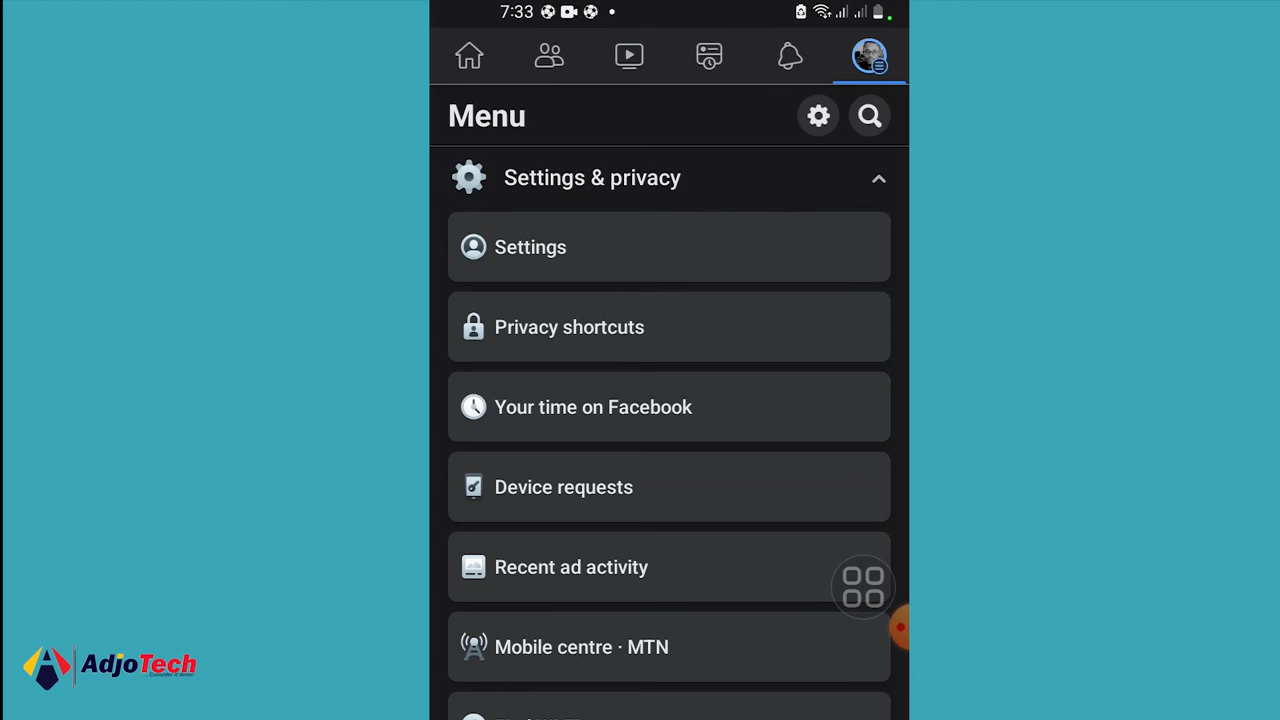 7:33
Menu
Settings & privacy
Settings
Privacy shortcuts
Your time on Facebook
Device requests
Recent ad activity
Mobile centre · MTN
AdjoTech